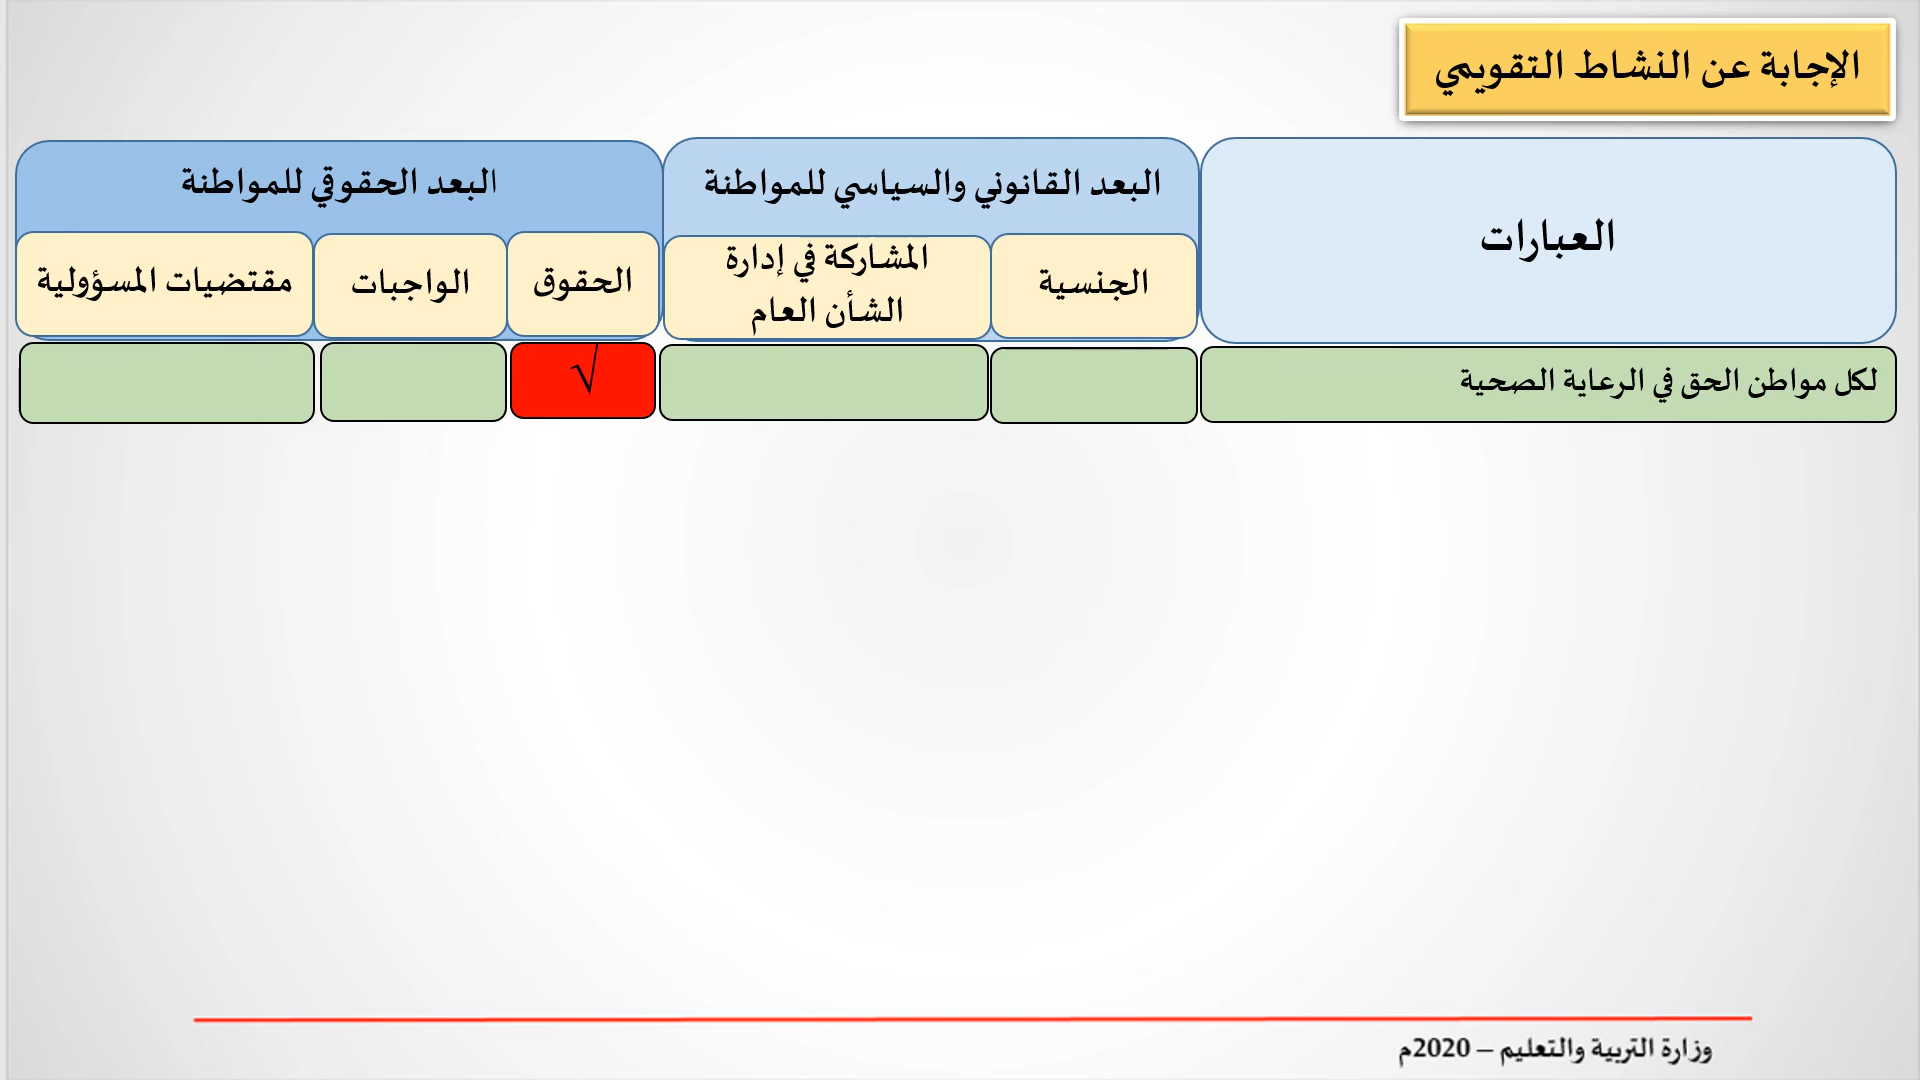 الإجابة عن النشاط التقويمي
العبارات
البعد القانوني والسياسي للمواطنة
البعد الحقوقي للمواطنة
الجنسية
المشاركة في إدارة
الشأن العام
الحقوق
الواجبات
مقتضيات المسؤولية
لكل مواطن الحق في الرعاية الصحية
√
وزارة التربية والتعليم – 2020م